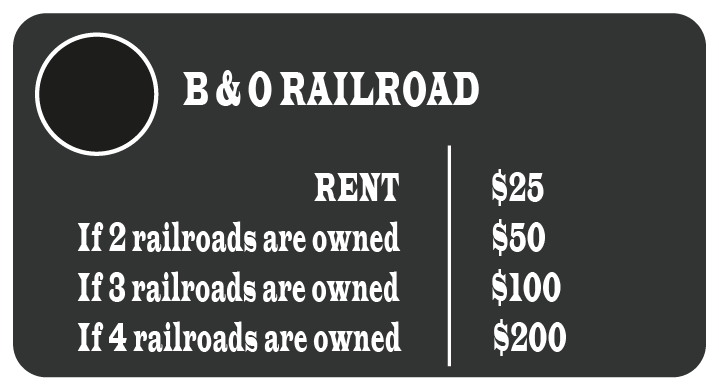 B & O RAILROAD
RENT $25
If 2 railroads are owned $50
If 3 railroads are owned $100
If 4 railroads are owned $200